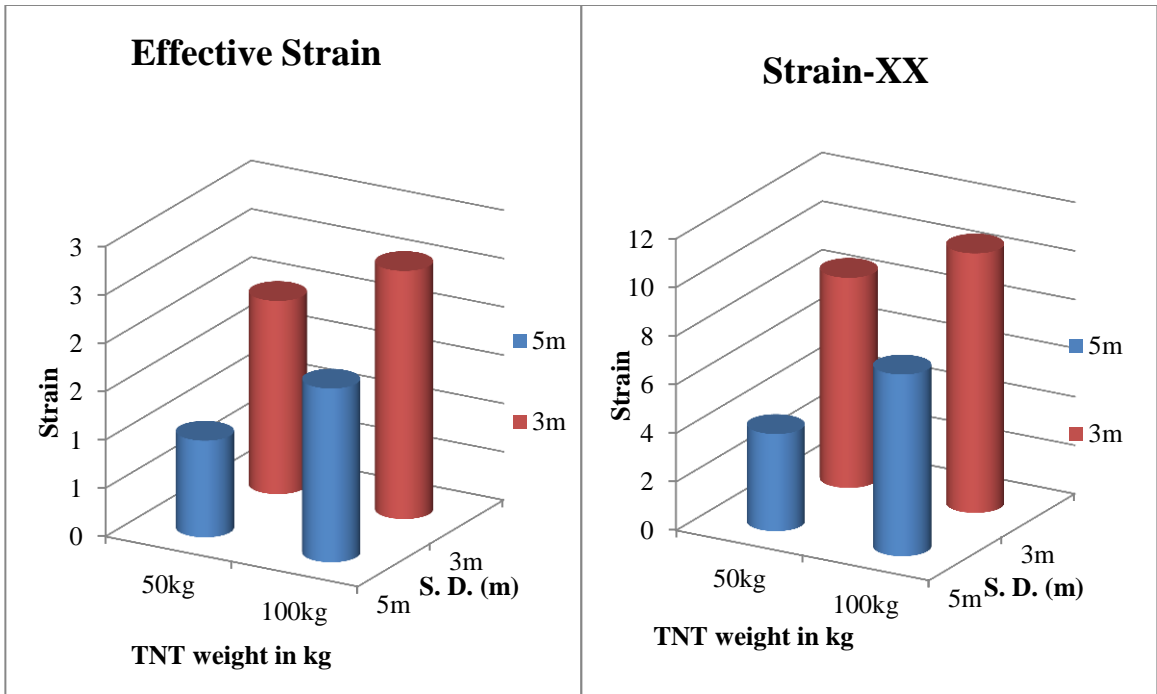 Effective Strain
3
3
2
2
1
1
0
Strain
50kg
100kg
TNT weight in kg
5m
3m
S. D. (m)
5m
3m
Strain-XX
12
10
8
6
4
2
0
Strain
50kg
100kg
TNT weight in kg
5m
3m
S. D. (m)
5m
3m